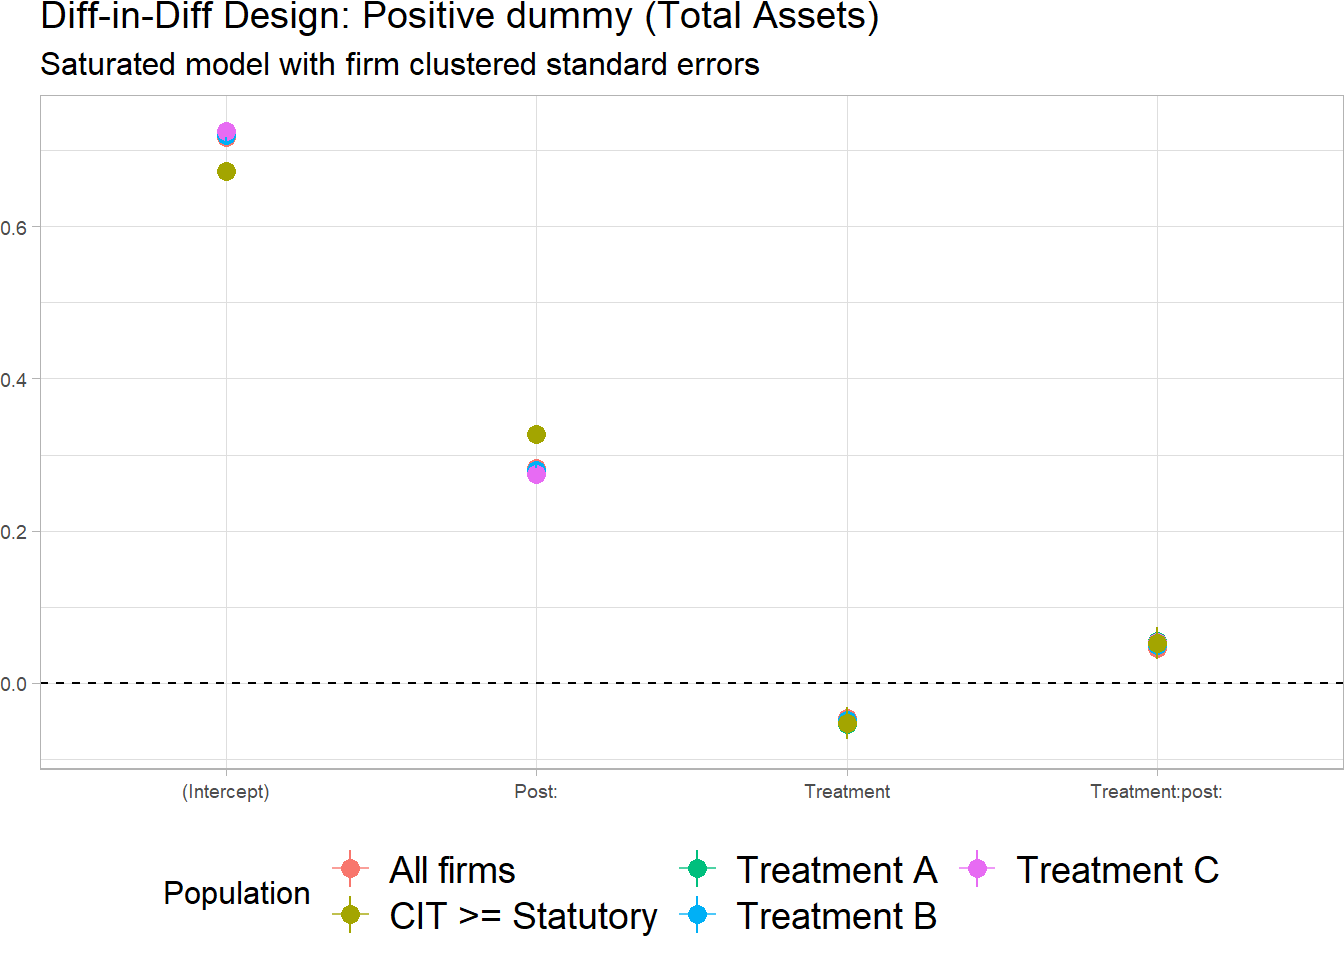 Diff-in-Diff Design: Positive dummy (Total Assets)
Saturated model with firm clustered standard errors
0.6
0.4
0.2
0.0
(Intercept) Post: Treatment Treatment:post:
Population
All firms Treatment A Treatment C
CIT >= Statutory Treatment B